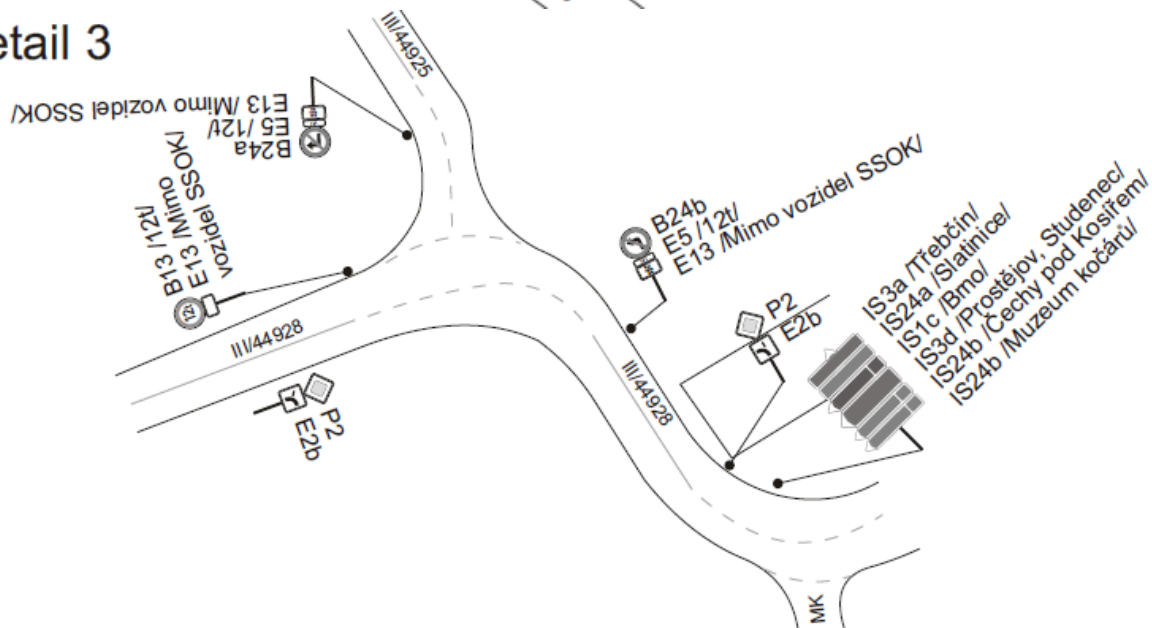 etail 3
III/44925
B24a
E5 /12t/
E13 /Mimo vozidel SSOK/
B13 /12t/
E13 /Mimo
vozidel SSOK/
12t
III/44928
P2
E2b
B24b
E5 /12t/
E13 /Mimo vozidel SSOK/
III/44928
P2
E2b
IS3a /Třebčín/
IS24a /Slatinice/
IS1c /Brno/
IS3d /Prostějov, Studenec/
IS24b /Čechy pod Kosířem/
IS24b /Muzeum kočárů/
MK